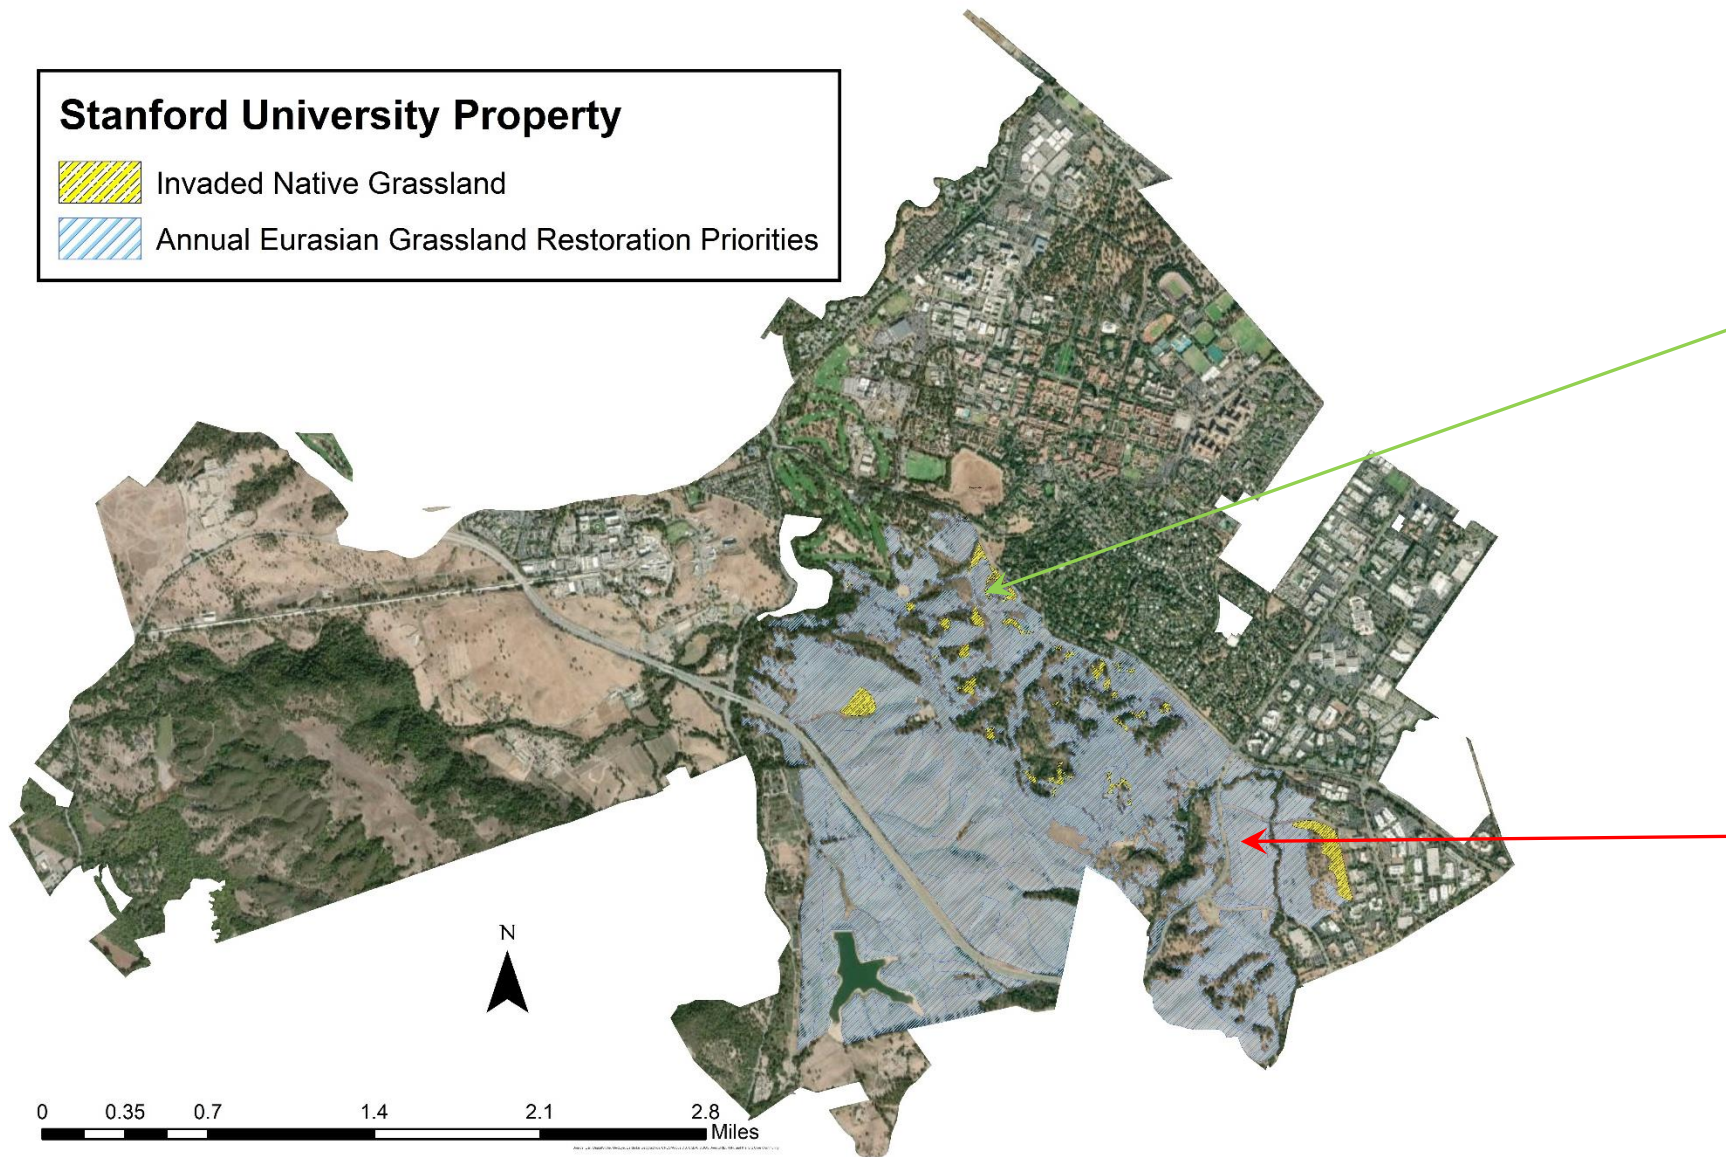 Stanford University Property
Invaded Native Grassland
Annual Eurasian Grassland Restoration Priorities
N
0 0.35 0.7 1.4 2.1 2.8
Miles